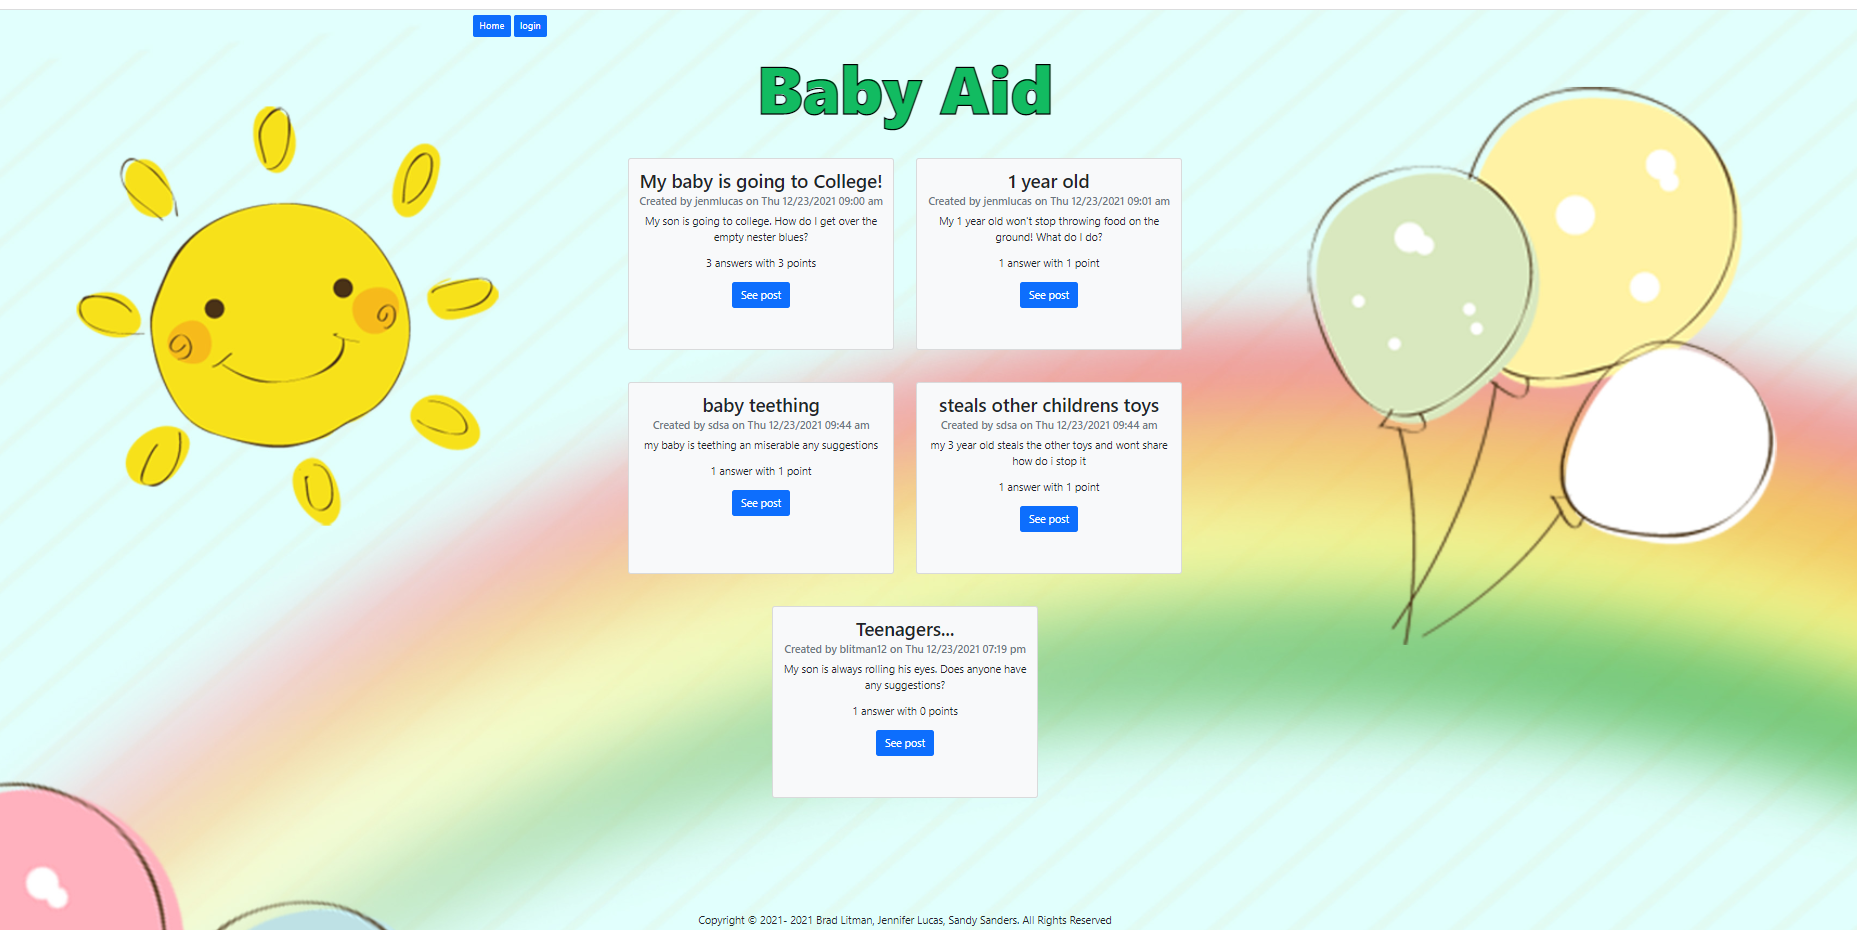 Home login
Baby Aid
My baby is going to College!
Created by jenmlucas on Thu 12/23/2021 09:00 am
My son is going to college. How do I get over the
empty nester blues?
3 answers with 3 points
See post
1 year old
Created by jenmlucas on Thu 12/23/2021 09:01 am
My 1 year old won't stop throwing food on the
ground! What do I do?
1 answer with 1 point
See post
baby teething
Created by sdsa on Thu 12/23/2021 09:44 am
my baby is teething an miserable any suggestions
1 answer with 1 point
See post
steals other childrens toys
Created by sdsa on Thu 12/23/2021 09:44 am
my 3 year old steals the other toys and wont share
how do i stop it
1 answer with 1 point
See post
Teenagers...
Created by blitman12 on Thu 12/23/2021 07:19 pm
My son is always rolling his eyes. Does anyone have
any suggestions?
1 answer with 0 points
See post
Copyright © 2021- 2021 Brad Litman, Jennifer Lucas, Sandy Sanders. All Rights Reserved